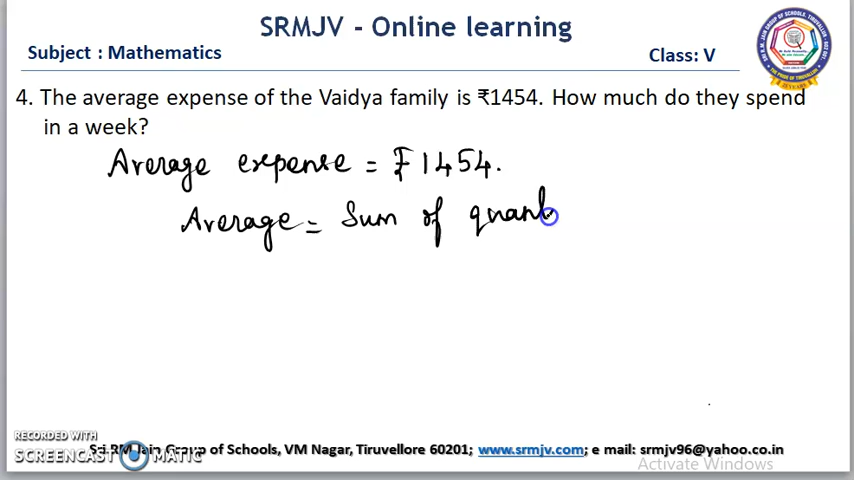 SRMJV - Online learning
Subject : Mathematics
Class: V
4. The average expense of the Vaidya family is ₹1454. How much do they spend
in a week?
Average expense = ₹1454.
Average = Sum of quant
RECORDED WITH
SCREENCAST MATIC
Sri RM Jain Group of Schools, VM Nagar, Tiruvellore 60201; www.srmjv.com; e mail: srmjv96@yahoo.co.in
Activate Windows